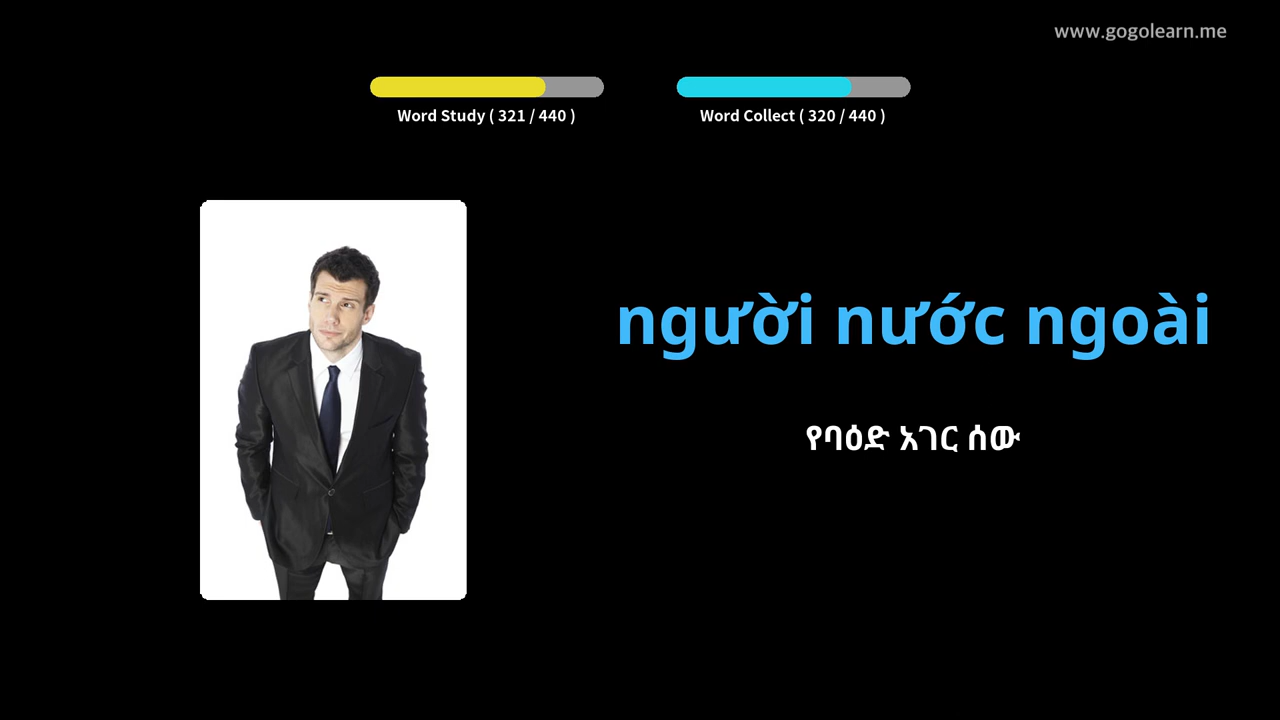 www.gogolearn.me
Word Study ( 321 / 440 )
Word Collect ( 320 / 440 )
người nước ngoài
የባዕድ አገር ሰው